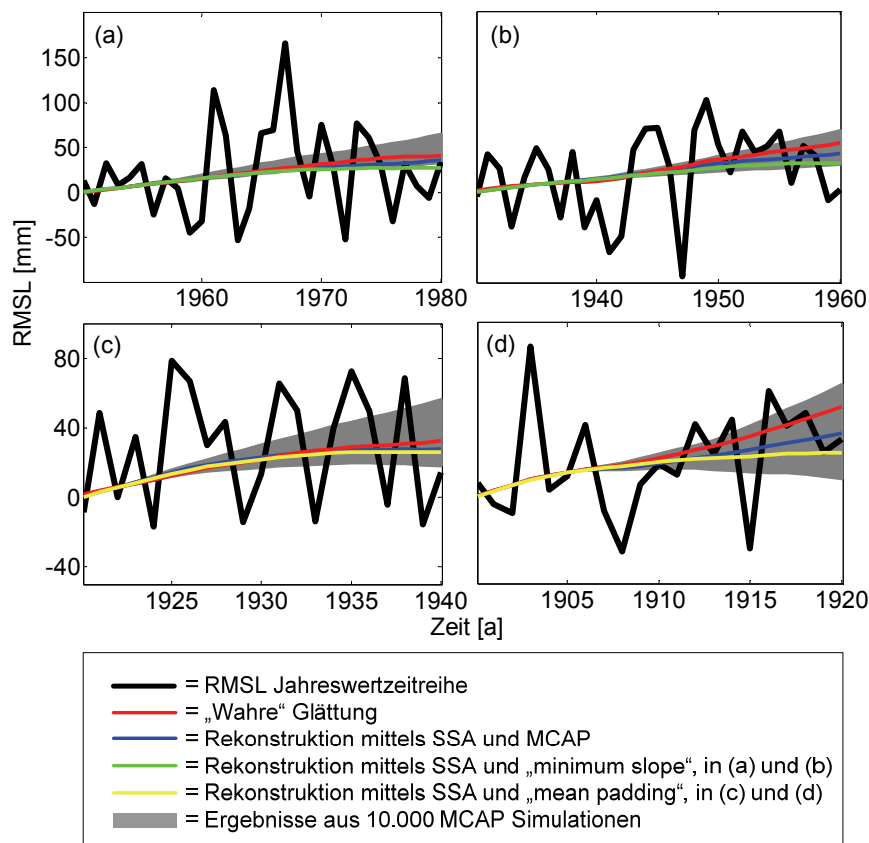 (a)
(b)
150
100
50
0
-50
1960
1970
1980
1940
1950
1960
RMSL [mm]
(c)
(d)
80
40
0
-40
1925
1930
1935
1940
1905
1910
1915
1920
Zeit [a]
= RMSL Jahreswertzeitreihe
= „Wahre“ Glättung
= Rekonstruktion mittels SSA und MCAP
= Rekonstruktion mittels SSA und „minimum slope“, in (a) und (b)
= Rekonstruktion mittels SSA und „mean padding“, in (c) und (d)
= Ergebnisse aus 10.000 MCAP Simulationen